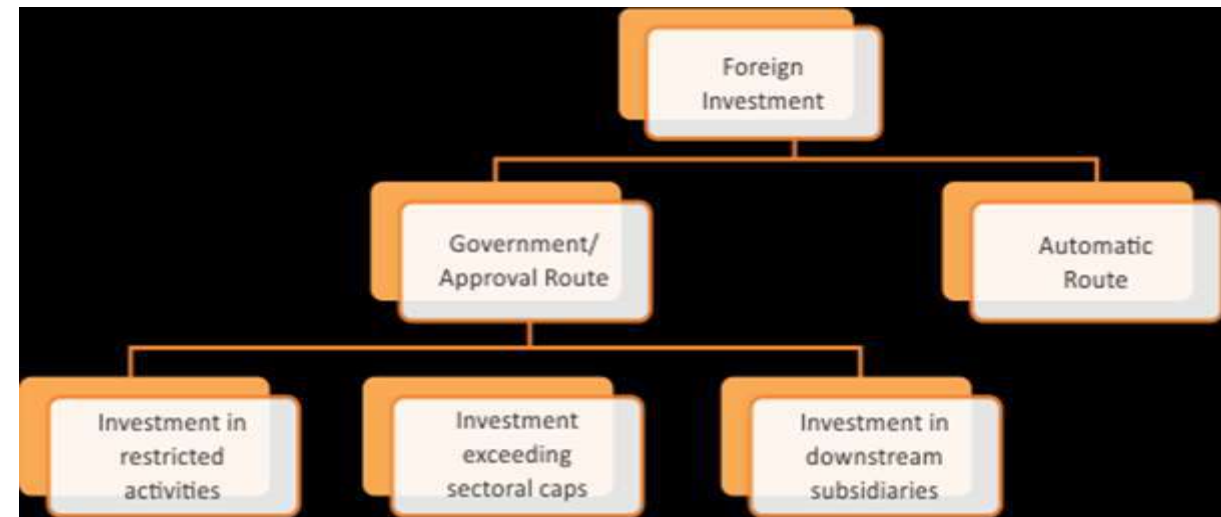 Foreign
Investment
Government/
Approval Route
Automatic
Route
Investment in
restricted
activities
Investment
exceeding
sectoral caps
Investment in
downstream
subsidiaries